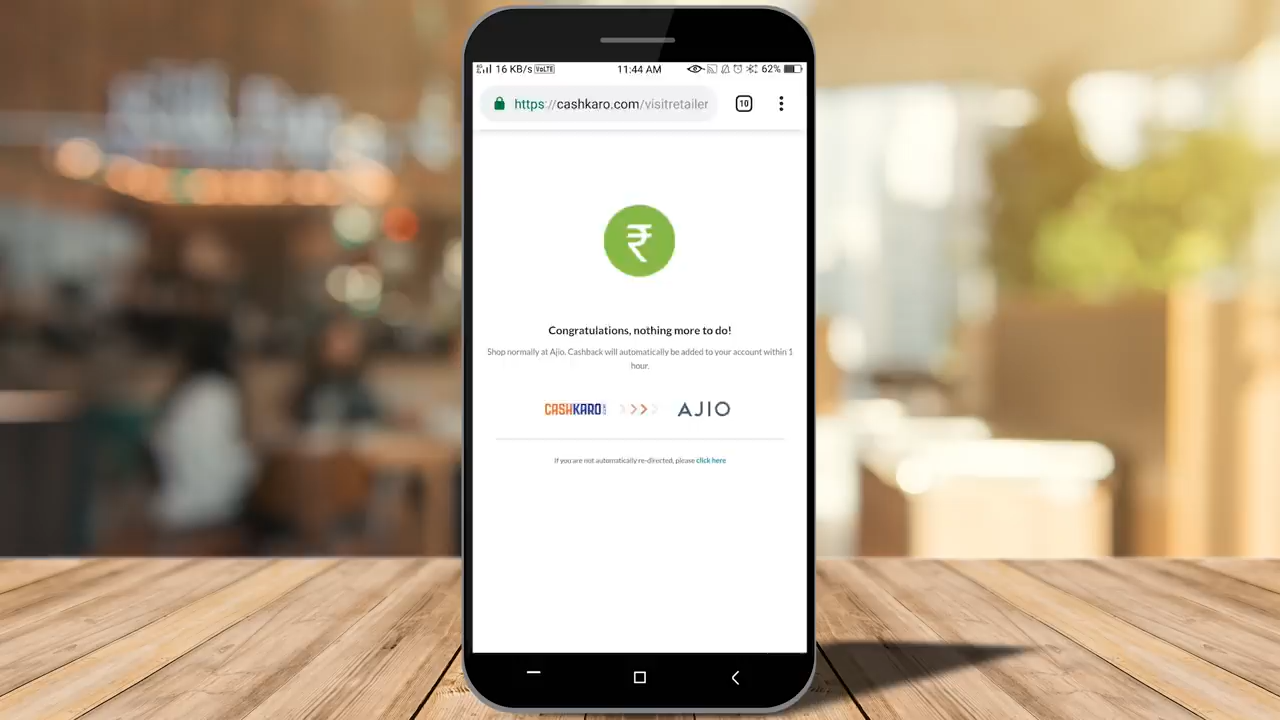 16 KB/s VoLTE 11:44 AM 62%
https://cashkaro.com/visitretailer 10
₹
Congratulations, nothing more to do!
Shop normally at Ajio. Cashback will automatically be added to your account within 1
hour.
CASHKARO >>> AJIO
If you are not automatically re-directed, please click here